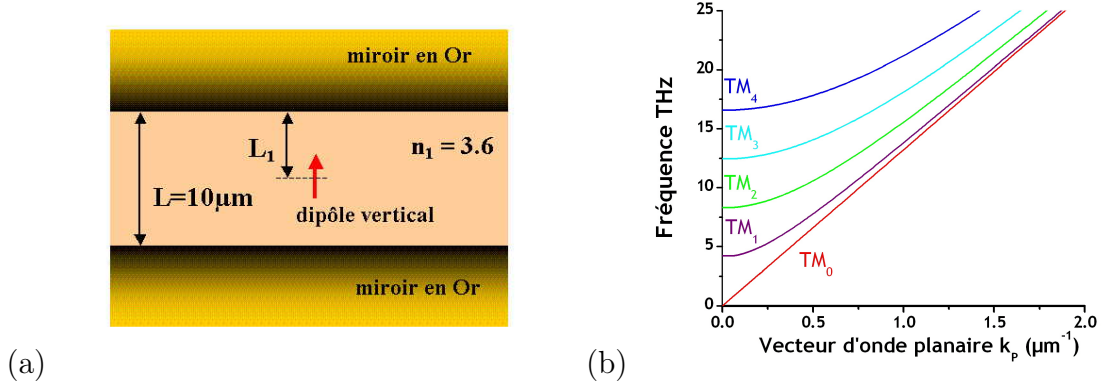 miroir en Or
L₁
n₁ = 3.6
L=10µm
dipôle vertical
miroir en Or
(a)
Fréquence THz
25
20
15
10
5
0
TM₄
TM₃
TM₂
TM₁
TM₀
0.0 0.5 1.0 1.5 2.0
Vecteur d'onde planaire kₚ (µm⁻¹)
(b)